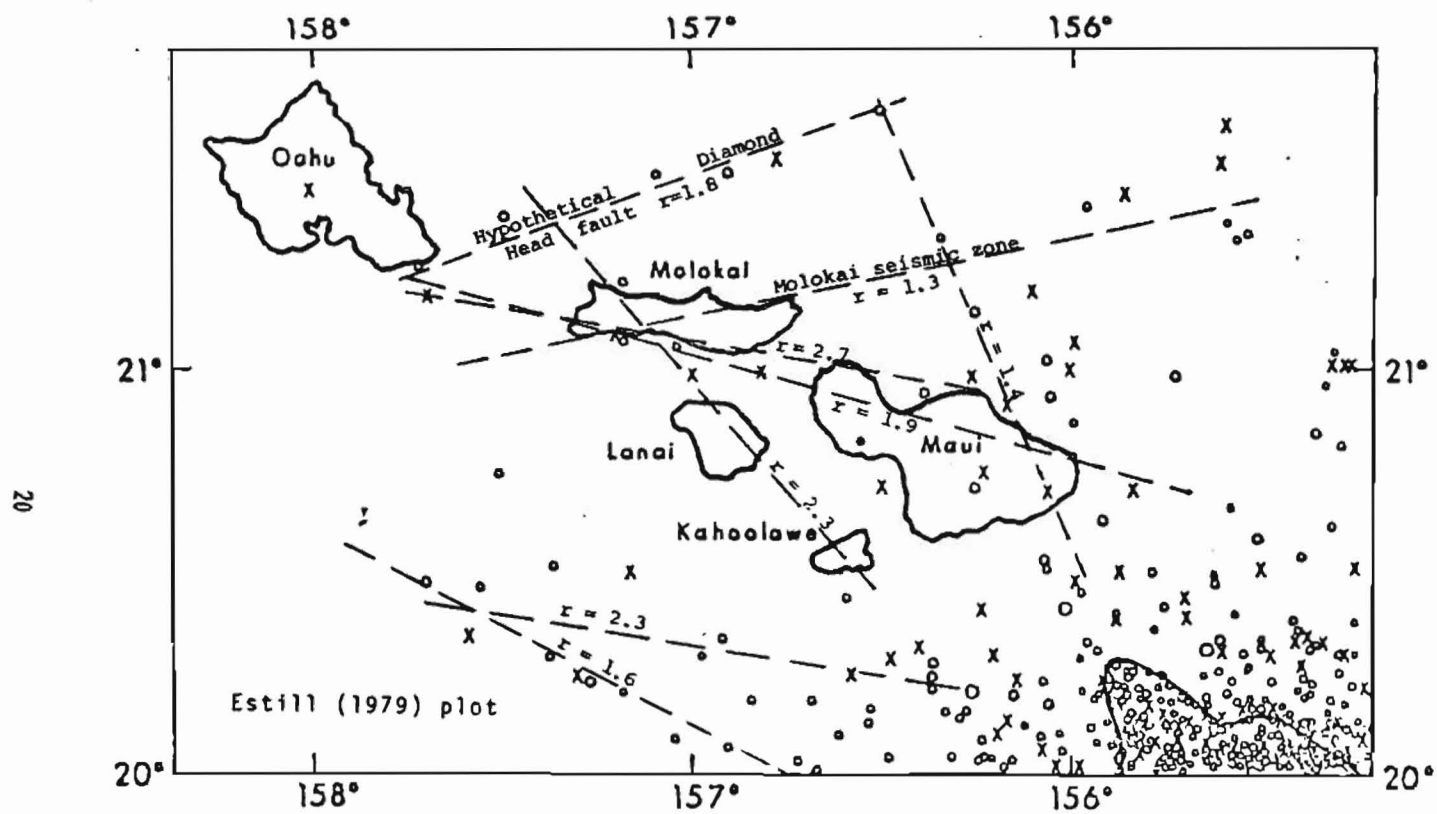 158°
157°
156°
Oahu
Diamond
Hypothetical
Head fault r=1.8
Molokai
Molokai seismic zone
r = 1.3
21°
21°
r = 2.7
r = 1.4
r = 1.9
Lanai
Maui
r = 2.3
20
Kahoolawe
r = 2.3
r = 1.6
Estill (1979) plot
20°
20°
158°
157°
156°